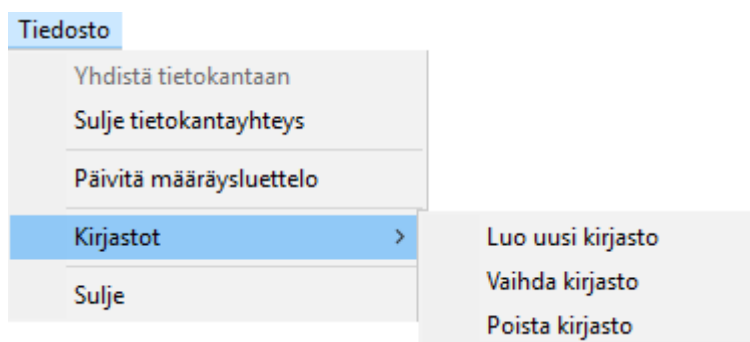 Tiedosto
Yhdistä tietokantaan
Sulje tietokantayhteys
Päivitä määräysluettelo
Kirjastot >
Luo uusi kirjasto
Vaihda kirjasto
Poista kirjasto
Sulje